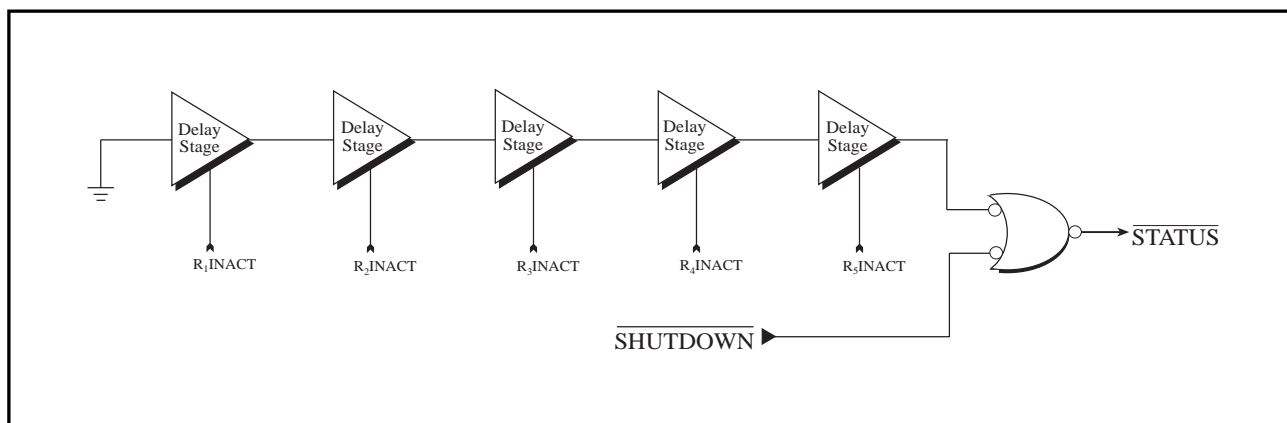 Delay
Stage
Delay
Stage
Delay
Stage
Delay
Stage
Delay
Stage
R₁INACT
R₂INACT
R₃INACT
R₄INACT
R₅INACT
STATUS
SHUTDOWN